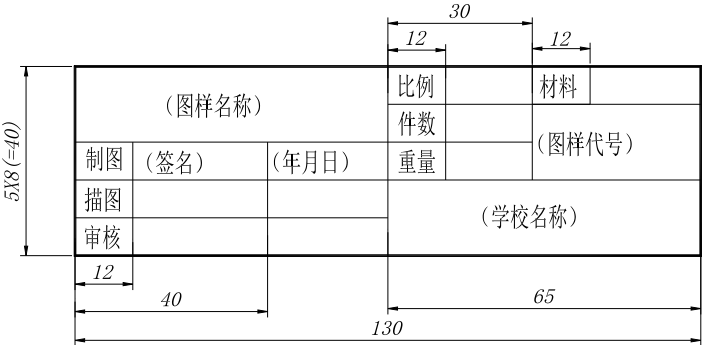 30
12
12
5X8(=40)
(图样名称)
比例
材料
件数
(图样代号)
制图
(签名)
(年月日)
重量
描图
(学校名称)
审核
12
40
65
130